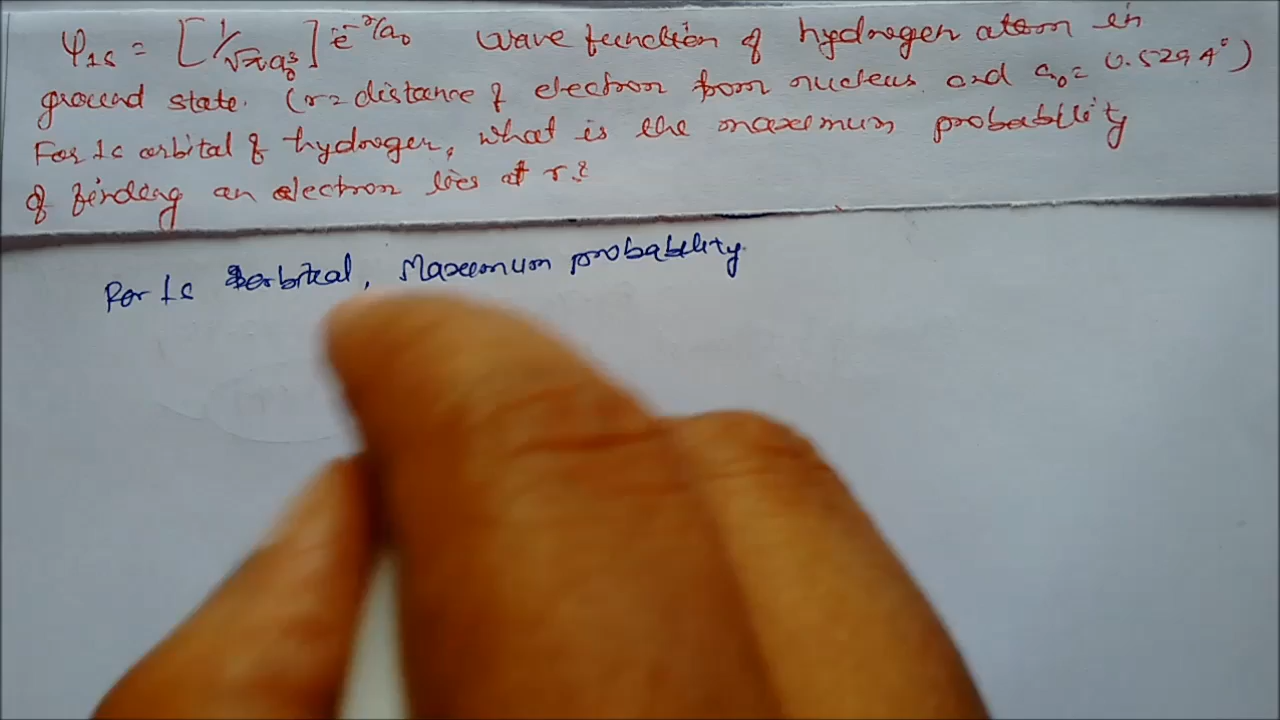 φ1s = [1/√πa₀³] e^-r/a₀ wave function of hydrogen atom in
ground state. (r = distance of electron from nucleus and a₀ = 0.529 A°)
For 1s orbital of hydrogen, what is the maximum probability
of finding an electron lies at r?
For 1s orbital, Maximum probability